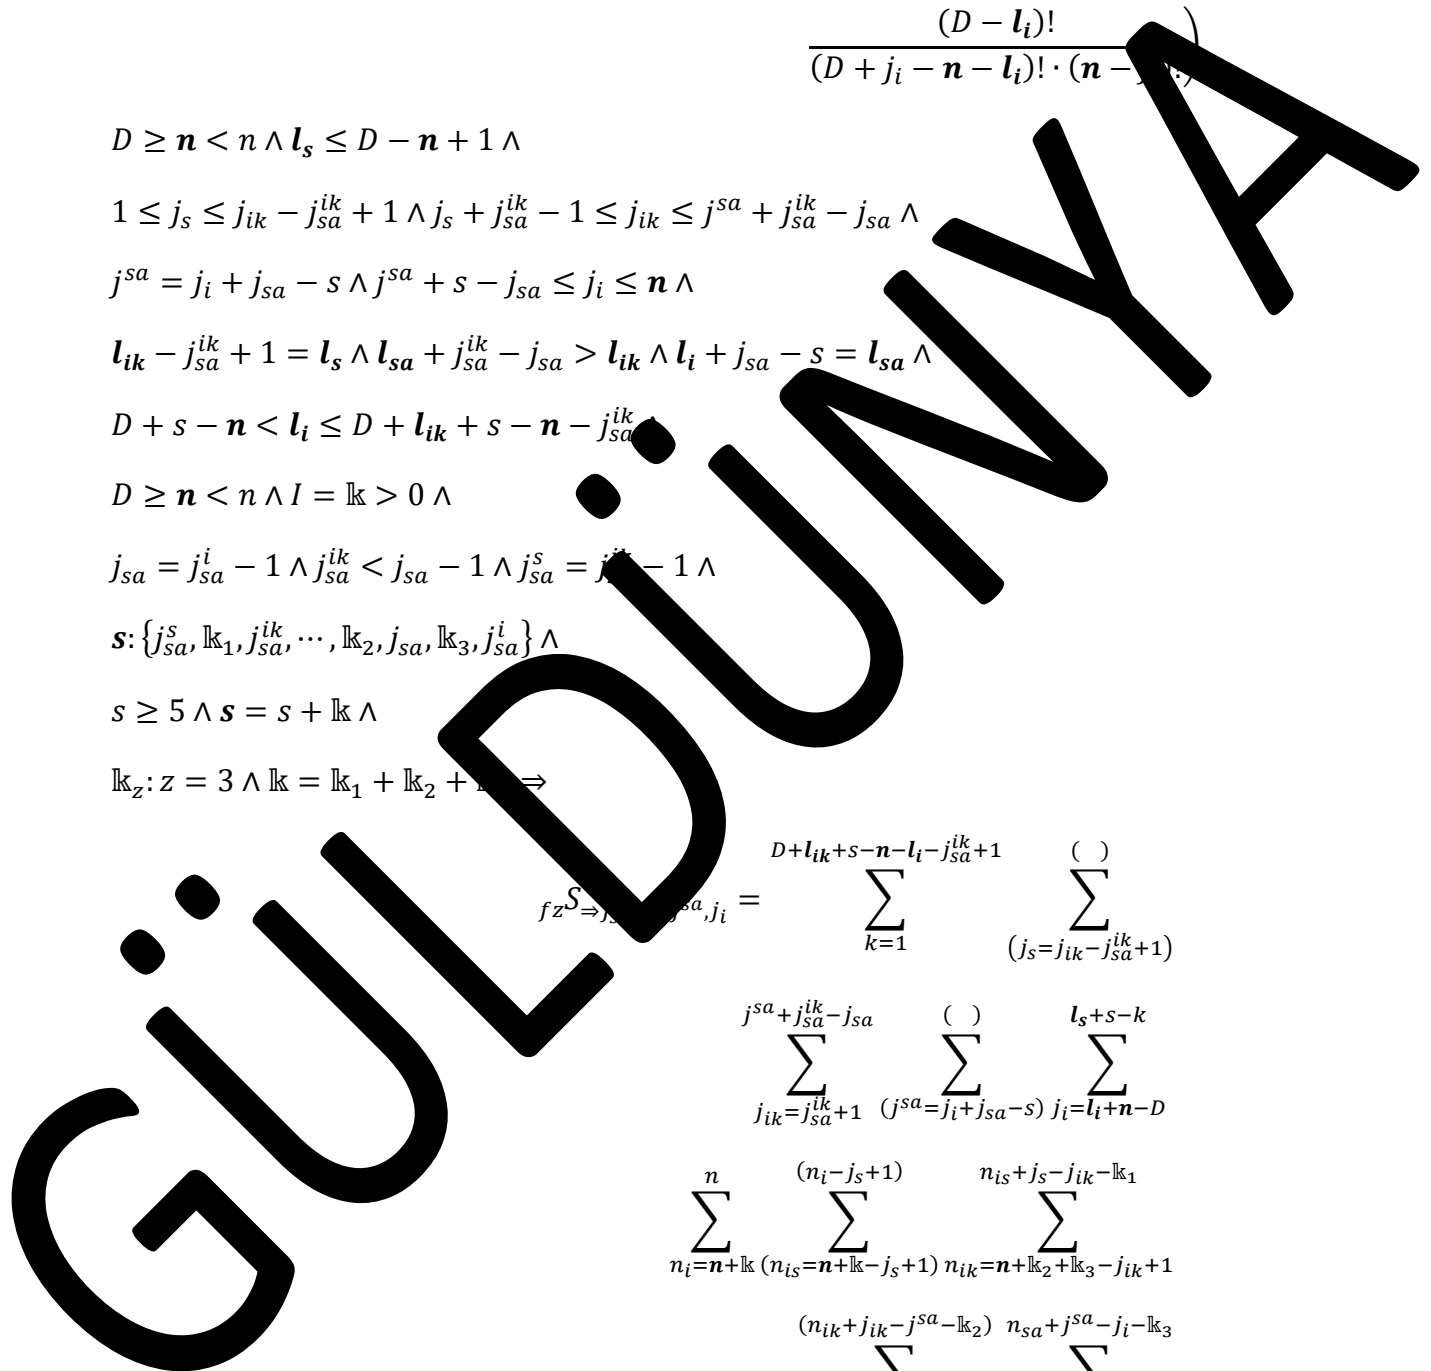 (D − l_i)!
(D + j_i − n − l_i)! · (n −
D ≥ n < n ∧ l_s ≤ D − n + 1 ∧
1 ≤ j_s ≤ j_ik − j_sa^ik + 1 ∧ j_s + j_sa^ik − 1 ≤ j_ik ≤ j^sa + j_sa^ik − j_sa ∧
j^sa = j_i + j_sa − s ∧ j^sa + s − j_sa ≤ j_i ≤ n ∧
l_ik − j_sa^ik + 1 = l_s ∧ l_sa + j_sa^ik − j_sa > l_ik ∧ l_i + j_sa − s = l_sa ∧
D + s − n < l_i ≤ D + l_ik + s − n − j_sa^ik
D ≥ n < n ∧ I = 𝕜 > 0 ∧
j_sa = j_sa^i − 1 ∧ j_sa^ik < j_sa − 1 ∧ j_sa^s = − 1 ∧
s: {j_sa^s, 𝕜_1, j_sa^ik, ⋯, 𝕜_2, j_sa, 𝕜_3, j_sa^i} ∧
s ≥ 5 ∧ s = s + 𝕜 ∧
𝕜_z: z = 3 ∧ 𝕜 = 𝕜_1 + 𝕜_2 + ⇒
D+l_ik+s−n−l_i−j_sa^ik+1 ( )
fzS⇒ ,j_i = ∑ ∑
k=1 (j_s=j_ik−j_sa^ik+1)
j^sa+j_sa^ik−j_sa ( ) l_s+s−k
∑ ∑ ∑
j_ik=j_sa^ik+1 (j^sa=j_i+j_sa−s) j_i=l_i+n−D
n (n_i−j_s+1) n_is+j_s−j_ik−𝕜_1
∑ ∑ ∑
n_i=n+𝕜 (n_is=n+𝕜−j_s+1) n_ik=n+𝕜_2+𝕜_3−j_ik+1
(n_ik+j_ik−j^sa−𝕜_2) n_sa+j^sa−j_i−𝕜_3
∑ ∑
GÜLDÜNYA